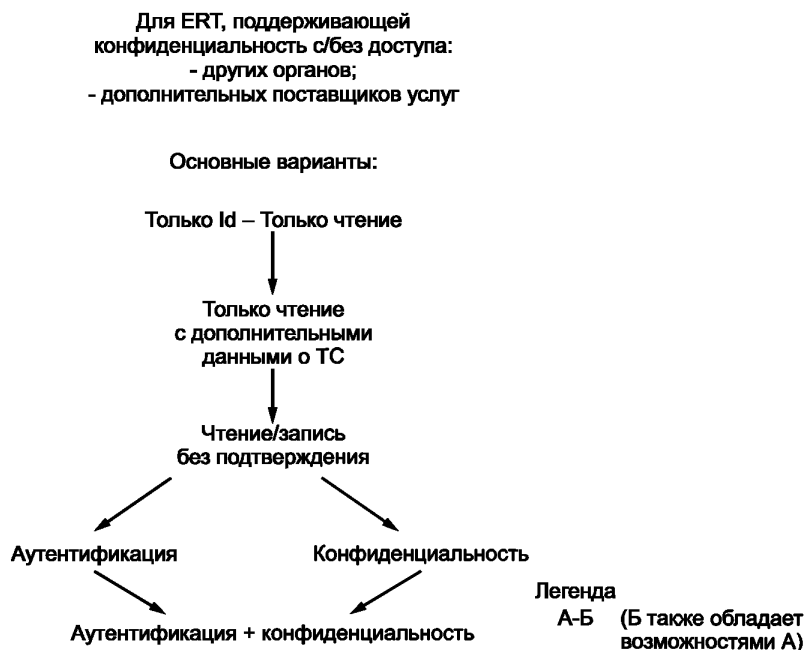 Для ERT, поддерживающей
конфиденциальность с/без доступа:
- других органов;
- дополнительных поставщиков услуг
Основные варианты:
Только Id – Только чтение
Только чтение
с дополнительными
данными о ТС
Чтение/запись
без подтверждения
Аутентификация
Конфиденциальность
Аутентификация + конфиденциальность
Легенда
А-Б (Б также обладает
возможностями А)